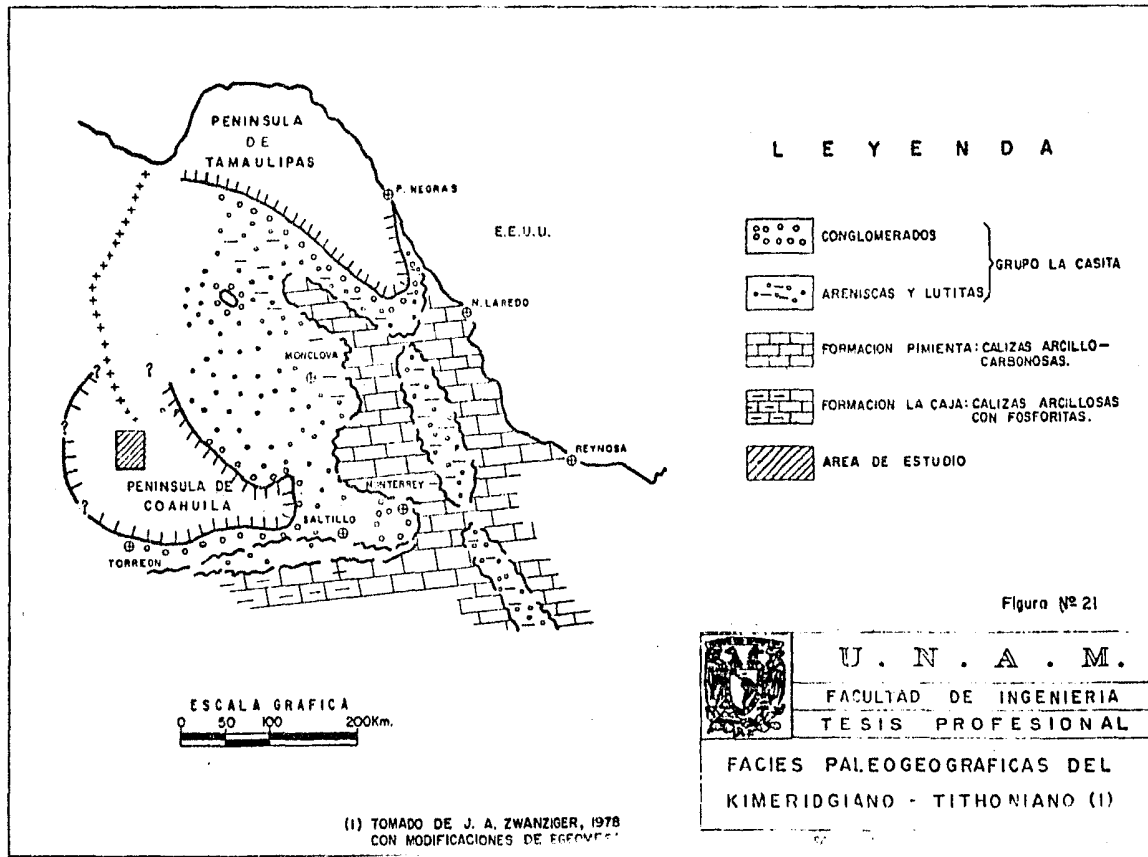 PENINSULA
DE
TAMAULIPAS
P. NEGRAS
E.E.U.U.
N. LAREDO
MONCLOVA
?
?
REYNOSA
PENINSULA DE
COAHUILA
MONTERREY
SALTILLO
?
TORREON
LEYENDA
CONGLOMERADOS
GRUPO LA CASITA
ARENISCAS Y LUTITAS
FORMACION PIMIENTA: CALIZAS ARCILLO-
CARBONOSAS.
FORMACION LA CAJA: CALIZAS ARCILLOSAS
CON FOSFORITAS.
AREA DE ESTUDIO
ESCALA GRAFICA
0 50 100 200Km.
(1) TOMADO DE J. A. ZWANZIGER, 1978
CON MODIFICACIONES DE
Figura Nº 21
U. N. A. M.
FACULTAD DE INGENIERIA
TESIS PROFESIONAL
FACIES PALEOGEOGRAFICAS DEL
KIMERIDGIANO - TITHONIANO (1)